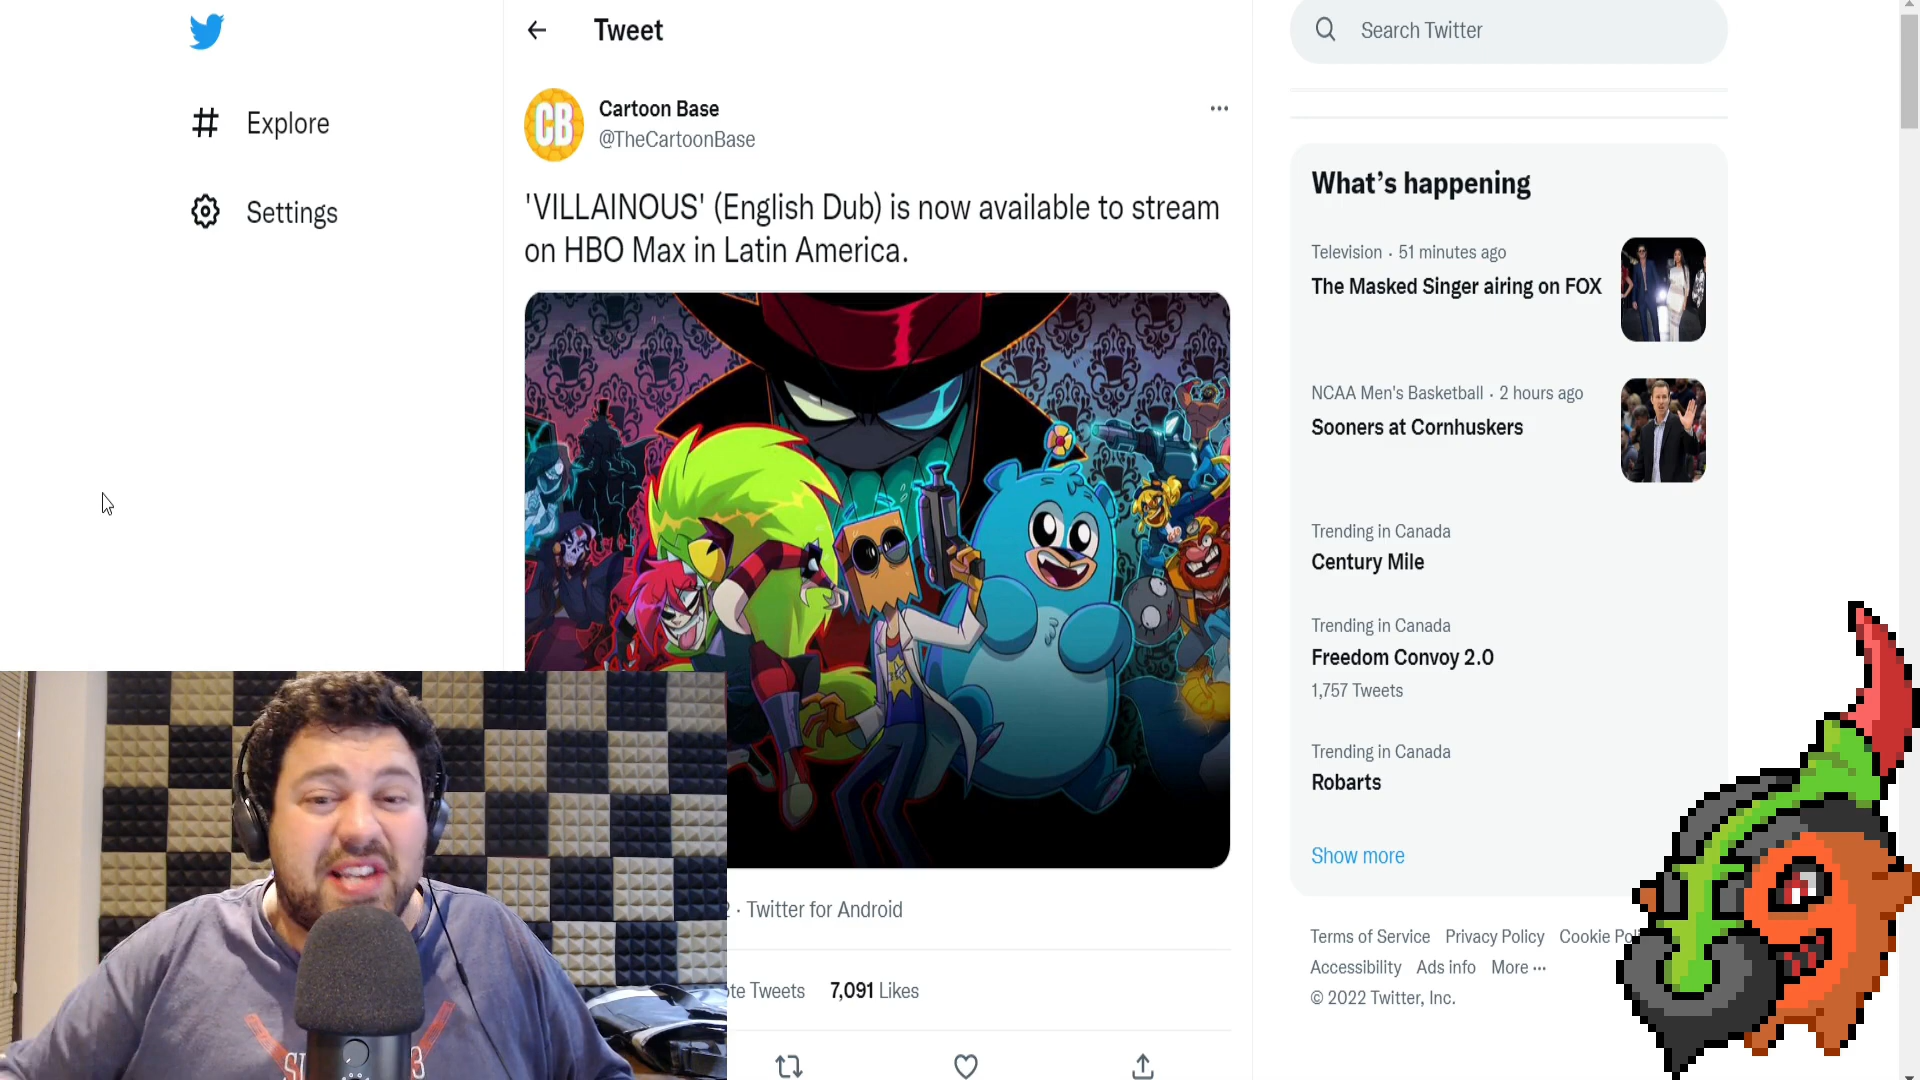 Explore
Settings
Tweet
CB
Cartoon Base
@TheCartoonBase
'VILLAINOUS' (English Dub) is now available to stream
on HBO Max in Latin America.
· Twitter for Android
Tweets 7,091 Likes
Search Twitter
What's happening
Television · 51 minutes ago
The Masked Singer airing on FOX
NCAA Men's Basketball · 2 hours ago
Sooners at Cornhuskers
Trending in Canada
Century Mile
Trending in Canada
Freedom Convoy 2.0
1,757 Tweets
Trending in Canada
Robarts
Show more
Terms of Service Privacy Policy Cookie
Accessibility Ads info More ···
© 2022 Twitter, Inc.